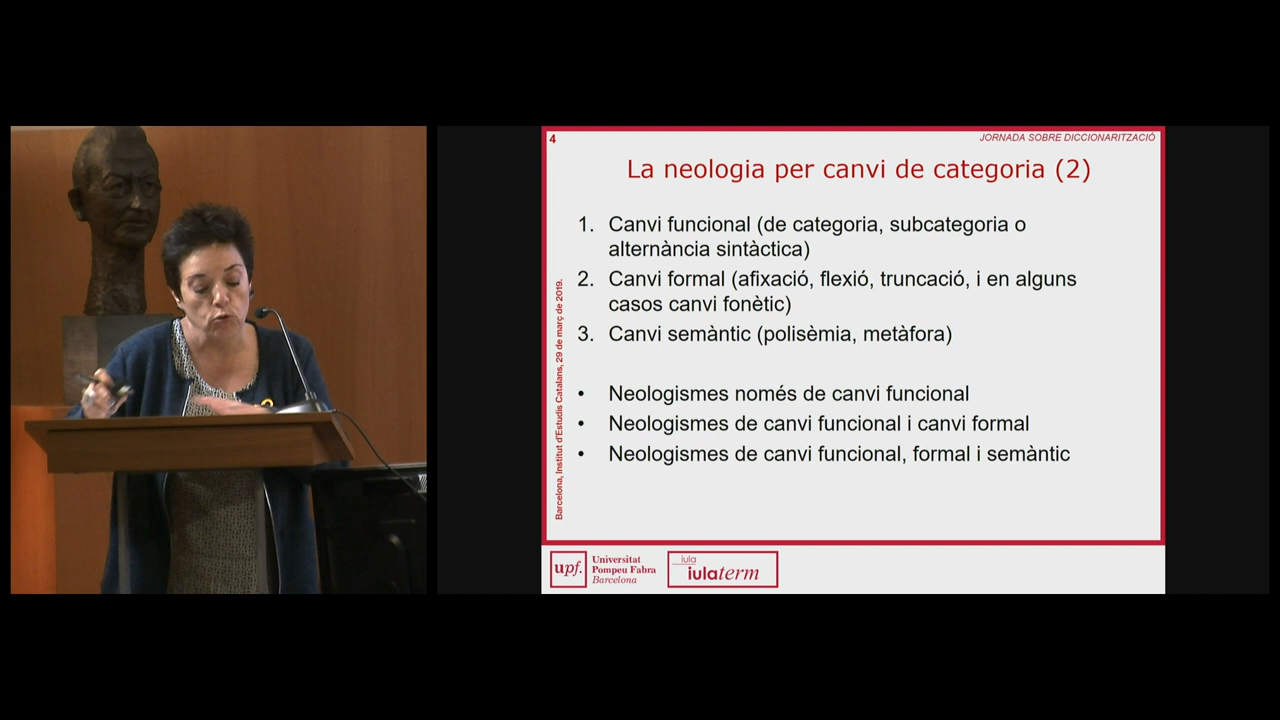 4
JORNADA SOBRE DICCIONARITZACIÓ
La neologia per canvi de categoria (2)
1. Canvi funcional (de categoria, subcategoria o
alternància sintàctica)
2. Canvi formal (afixació, flexió, truncació, i en alguns
casos canvi fonètic)
3. Canvi semàntic (polisèmia, metàfora)
• Neologismes només de canvi funcional
• Neologismes de canvi funcional i canvi formal
• Neologismes de canvi funcional, formal i semàntic
Barcelona, Institut d'Estudis Catalans, 29 de març de 2019.
upf.
Universitat
Pompeu Fabra
Barcelona
iula
iulaterm